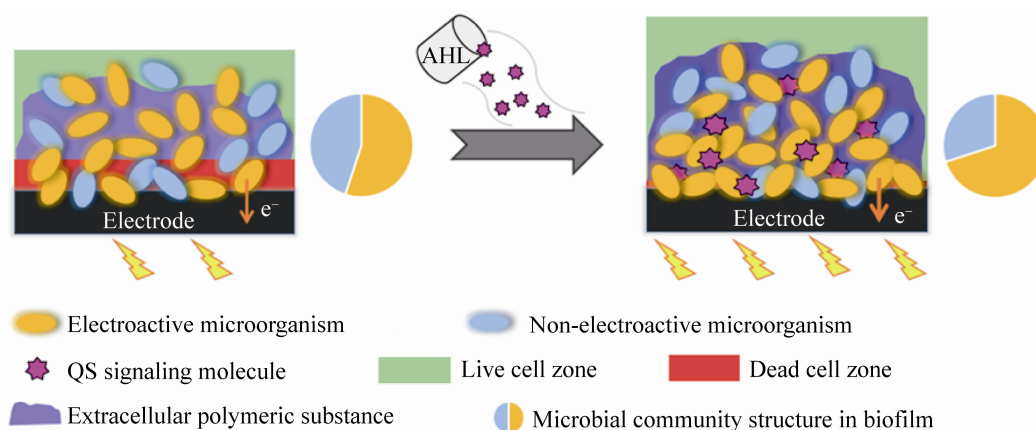 AHL
Electrode
e⁻
Electrode
e⁻
Electroactive microorganism
Non-electroactive microorganism
QS signaling molecule
Live cell zone
Dead cell zone
Extracellular polymeric substance
Microbial community structure in biofilm